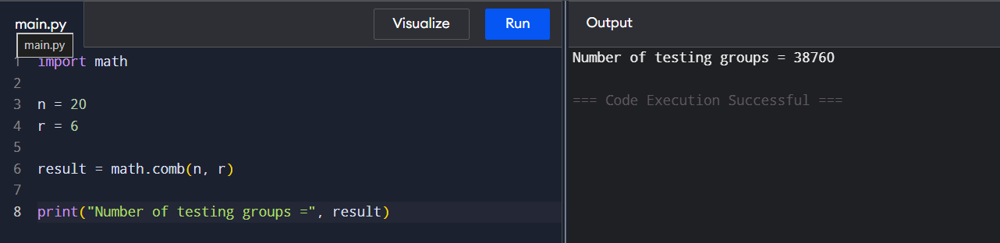 main.py
Visualize
Run
main.py
1 import math
2
3 n = 20
4 r = 6
5
6 result = math.comb(n, r)
7
8 print("Number of testing groups =", result)
Output
Number of testing groups = 38760
=== Code Execution Successful ===